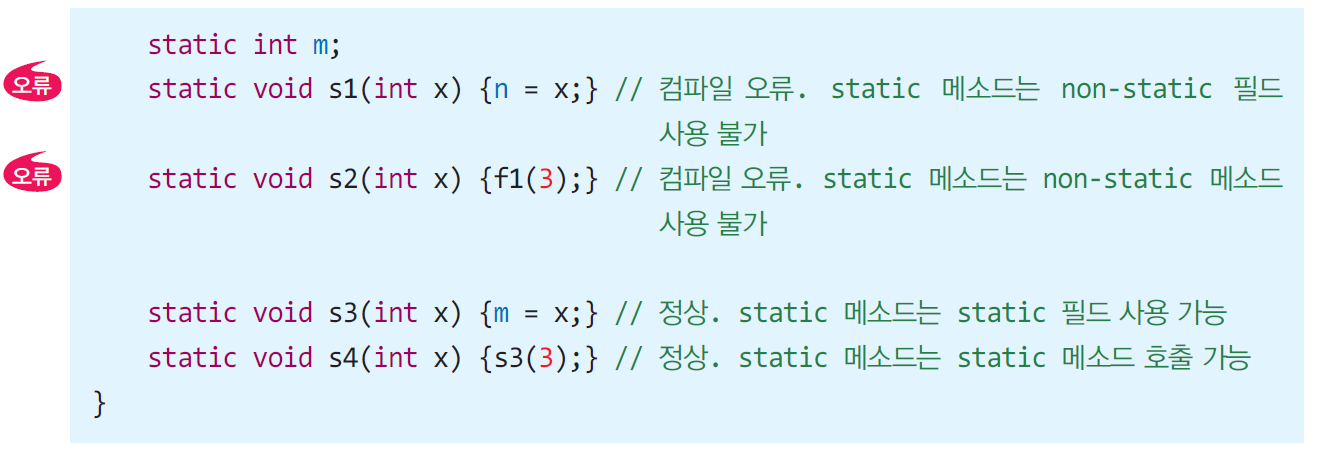 static int m;
오류 static void s1(int x) {n = x;} // 컴파일 오류. static 메소드는 non-static 필드
사용 불가
오류 static void s2(int x) {f1(3);} // 컴파일 오류. static 메소드는 non-static 메소드
사용 불가
static void s3(int x) {m = x;} // 정상. static 메소드는 static 필드 사용 가능
static void s4(int x) {s3(3);} // 정상. static 메소드는 static 메소드 호출 가능
}